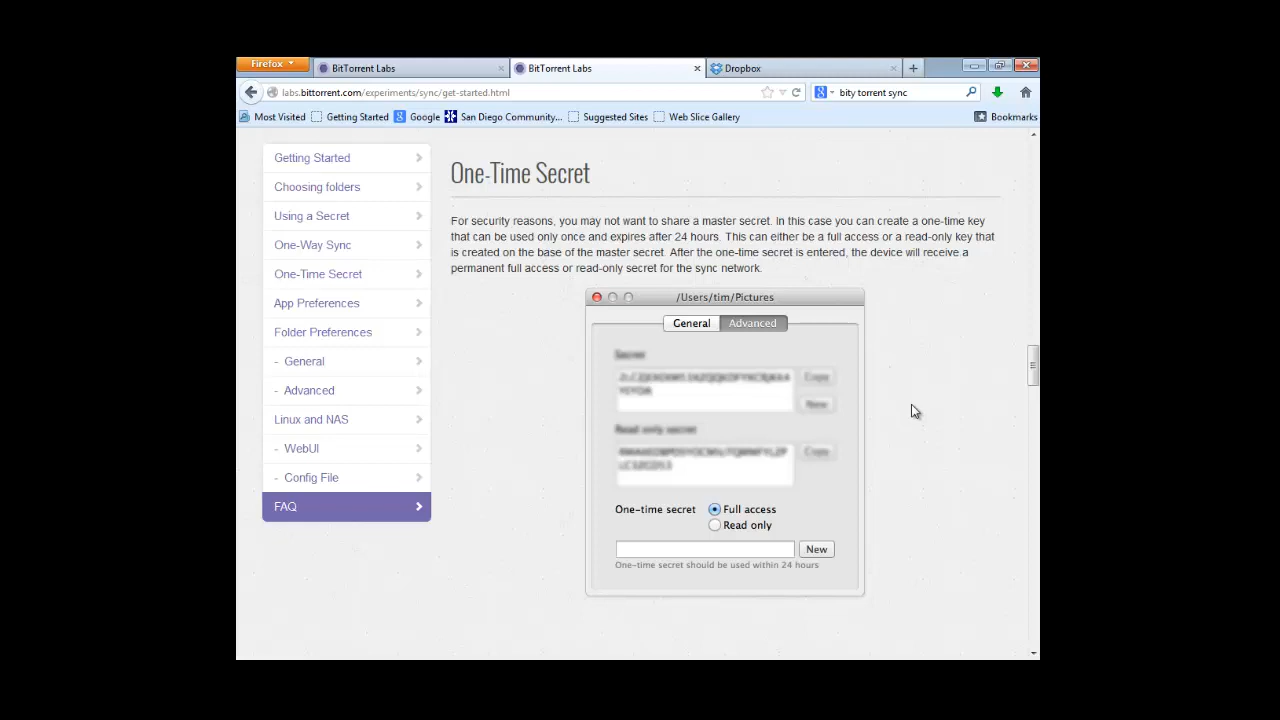 Firefox
BitTorrent Labs
BitTorrent Labs
Dropbox
labs.bittorrent.com/experiments/sync/get-started.html
bity torrent sync
Most Visited
Getting Started
Google
San Diego Community...
Suggested Sites
Web Slice Gallery
Bookmarks
Getting Started
Choosing folders
Using a Secret
One-Way Sync
One-Time Secret
App Preferences
Folder Preferences
- General
- Advanced
Linux and NAS
- WebUI
- Config File
FAQ
One-Time Secret
For security reasons, you may not want to share a master secret. In this case you can create a one-time key
that can be used only once and expires after 24 hours. This can either be a full access or a read-only key that
is created on the base of the master secret. After the one-time secret is entered, the device will receive a
permanent full access or read-only secret for the sync network.
/Users/tim/Pictures
General
Advanced
Secret
Copy
New
Read only secret
Copy
One-time secret
Full access
Read only
New
One-time secret should be used within 24 hours